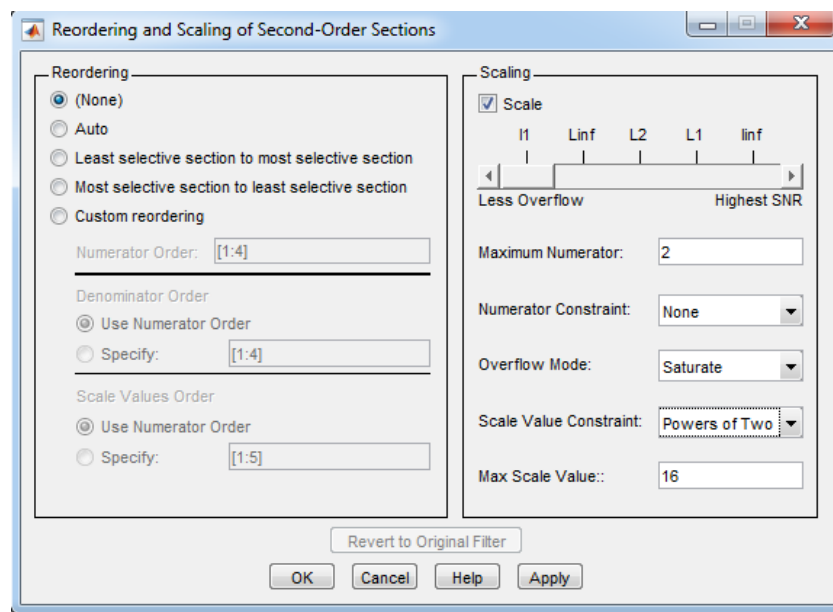 Reordering and Scaling of Second-Order Sections
Reordering
(None)
Auto
Least selective section to most selective section
Most selective section to least selective section
Custom reordering
Numerator Order: [1:4]
Denominator Order
Use Numerator Order
Specify: [1:4]
Scale Values Order
Use Numerator Order
Specify: [1:5]
Scaling
Scale
l1 Linf L2 L1 linf
Less Overflow Highest SNR
Maximum Numerator: 2
Numerator Constraint: None
Overflow Mode: Saturate
Scale Value Constraint: Powers of Two
Max Scale Value:: 16
Revert to Original Filter
OK Cancel Help Apply